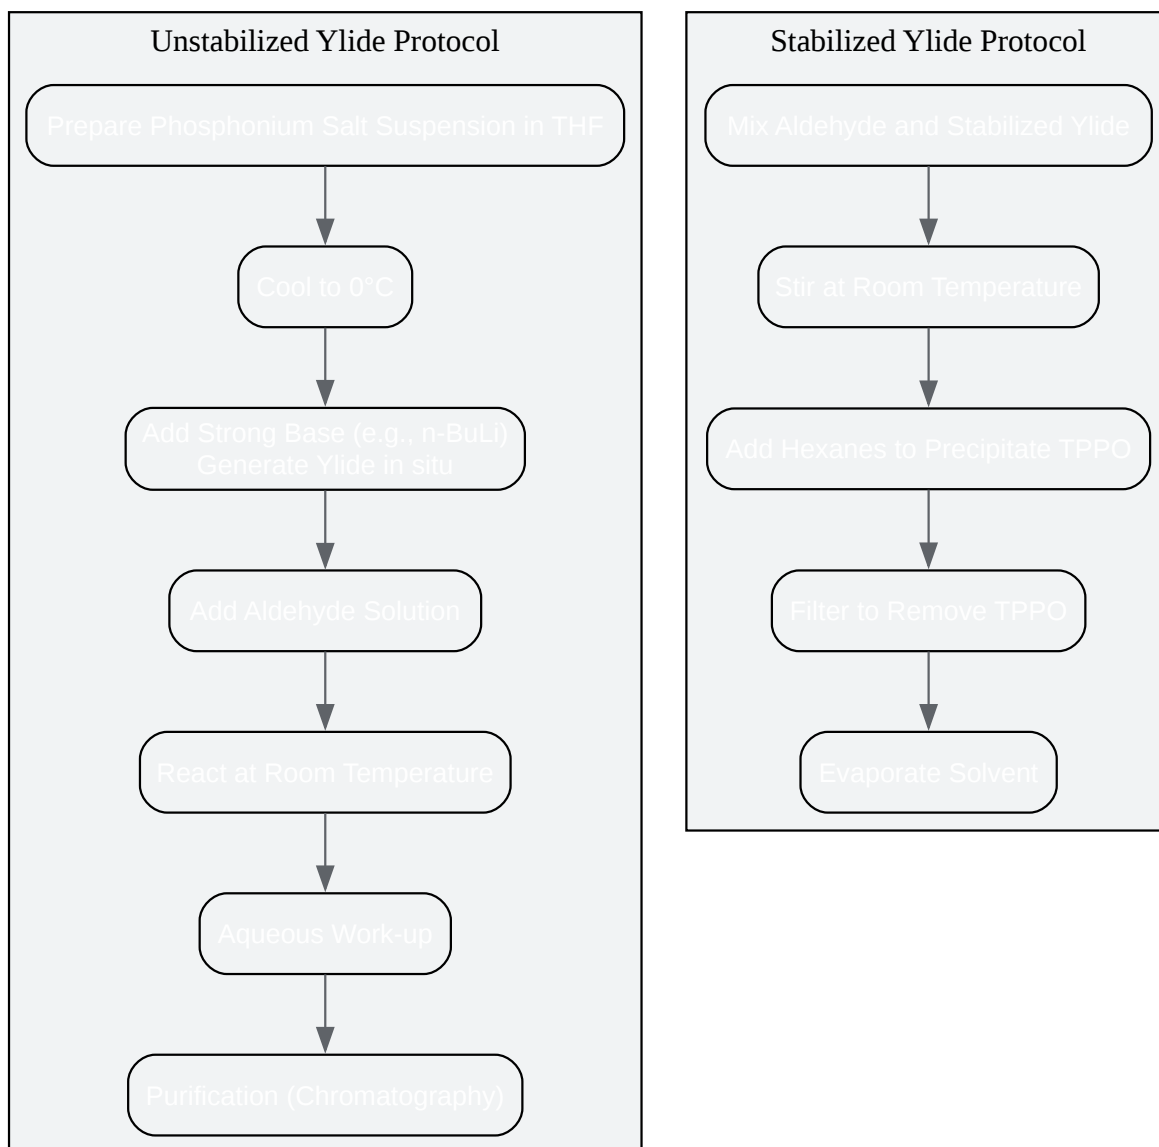 Unstabilized Ylide Protocol
Prepare Phosphonium Salt Suspension in THF
Cool to 0°C
Add Strong Base (e.g., n-BuLi)
Generate Ylide in situ
Add Aldehyde Solution
React at Room Temperature
Aqueous Work-up
Purification (Chromatography)
Stabilized Ylide Protocol
Mix Aldehyde and Stabilized Ylide
Stir at Room Temperature
Add Hexanes to Precipitate TPPO
Filter to Remove TPPO
Evaporate Solvent